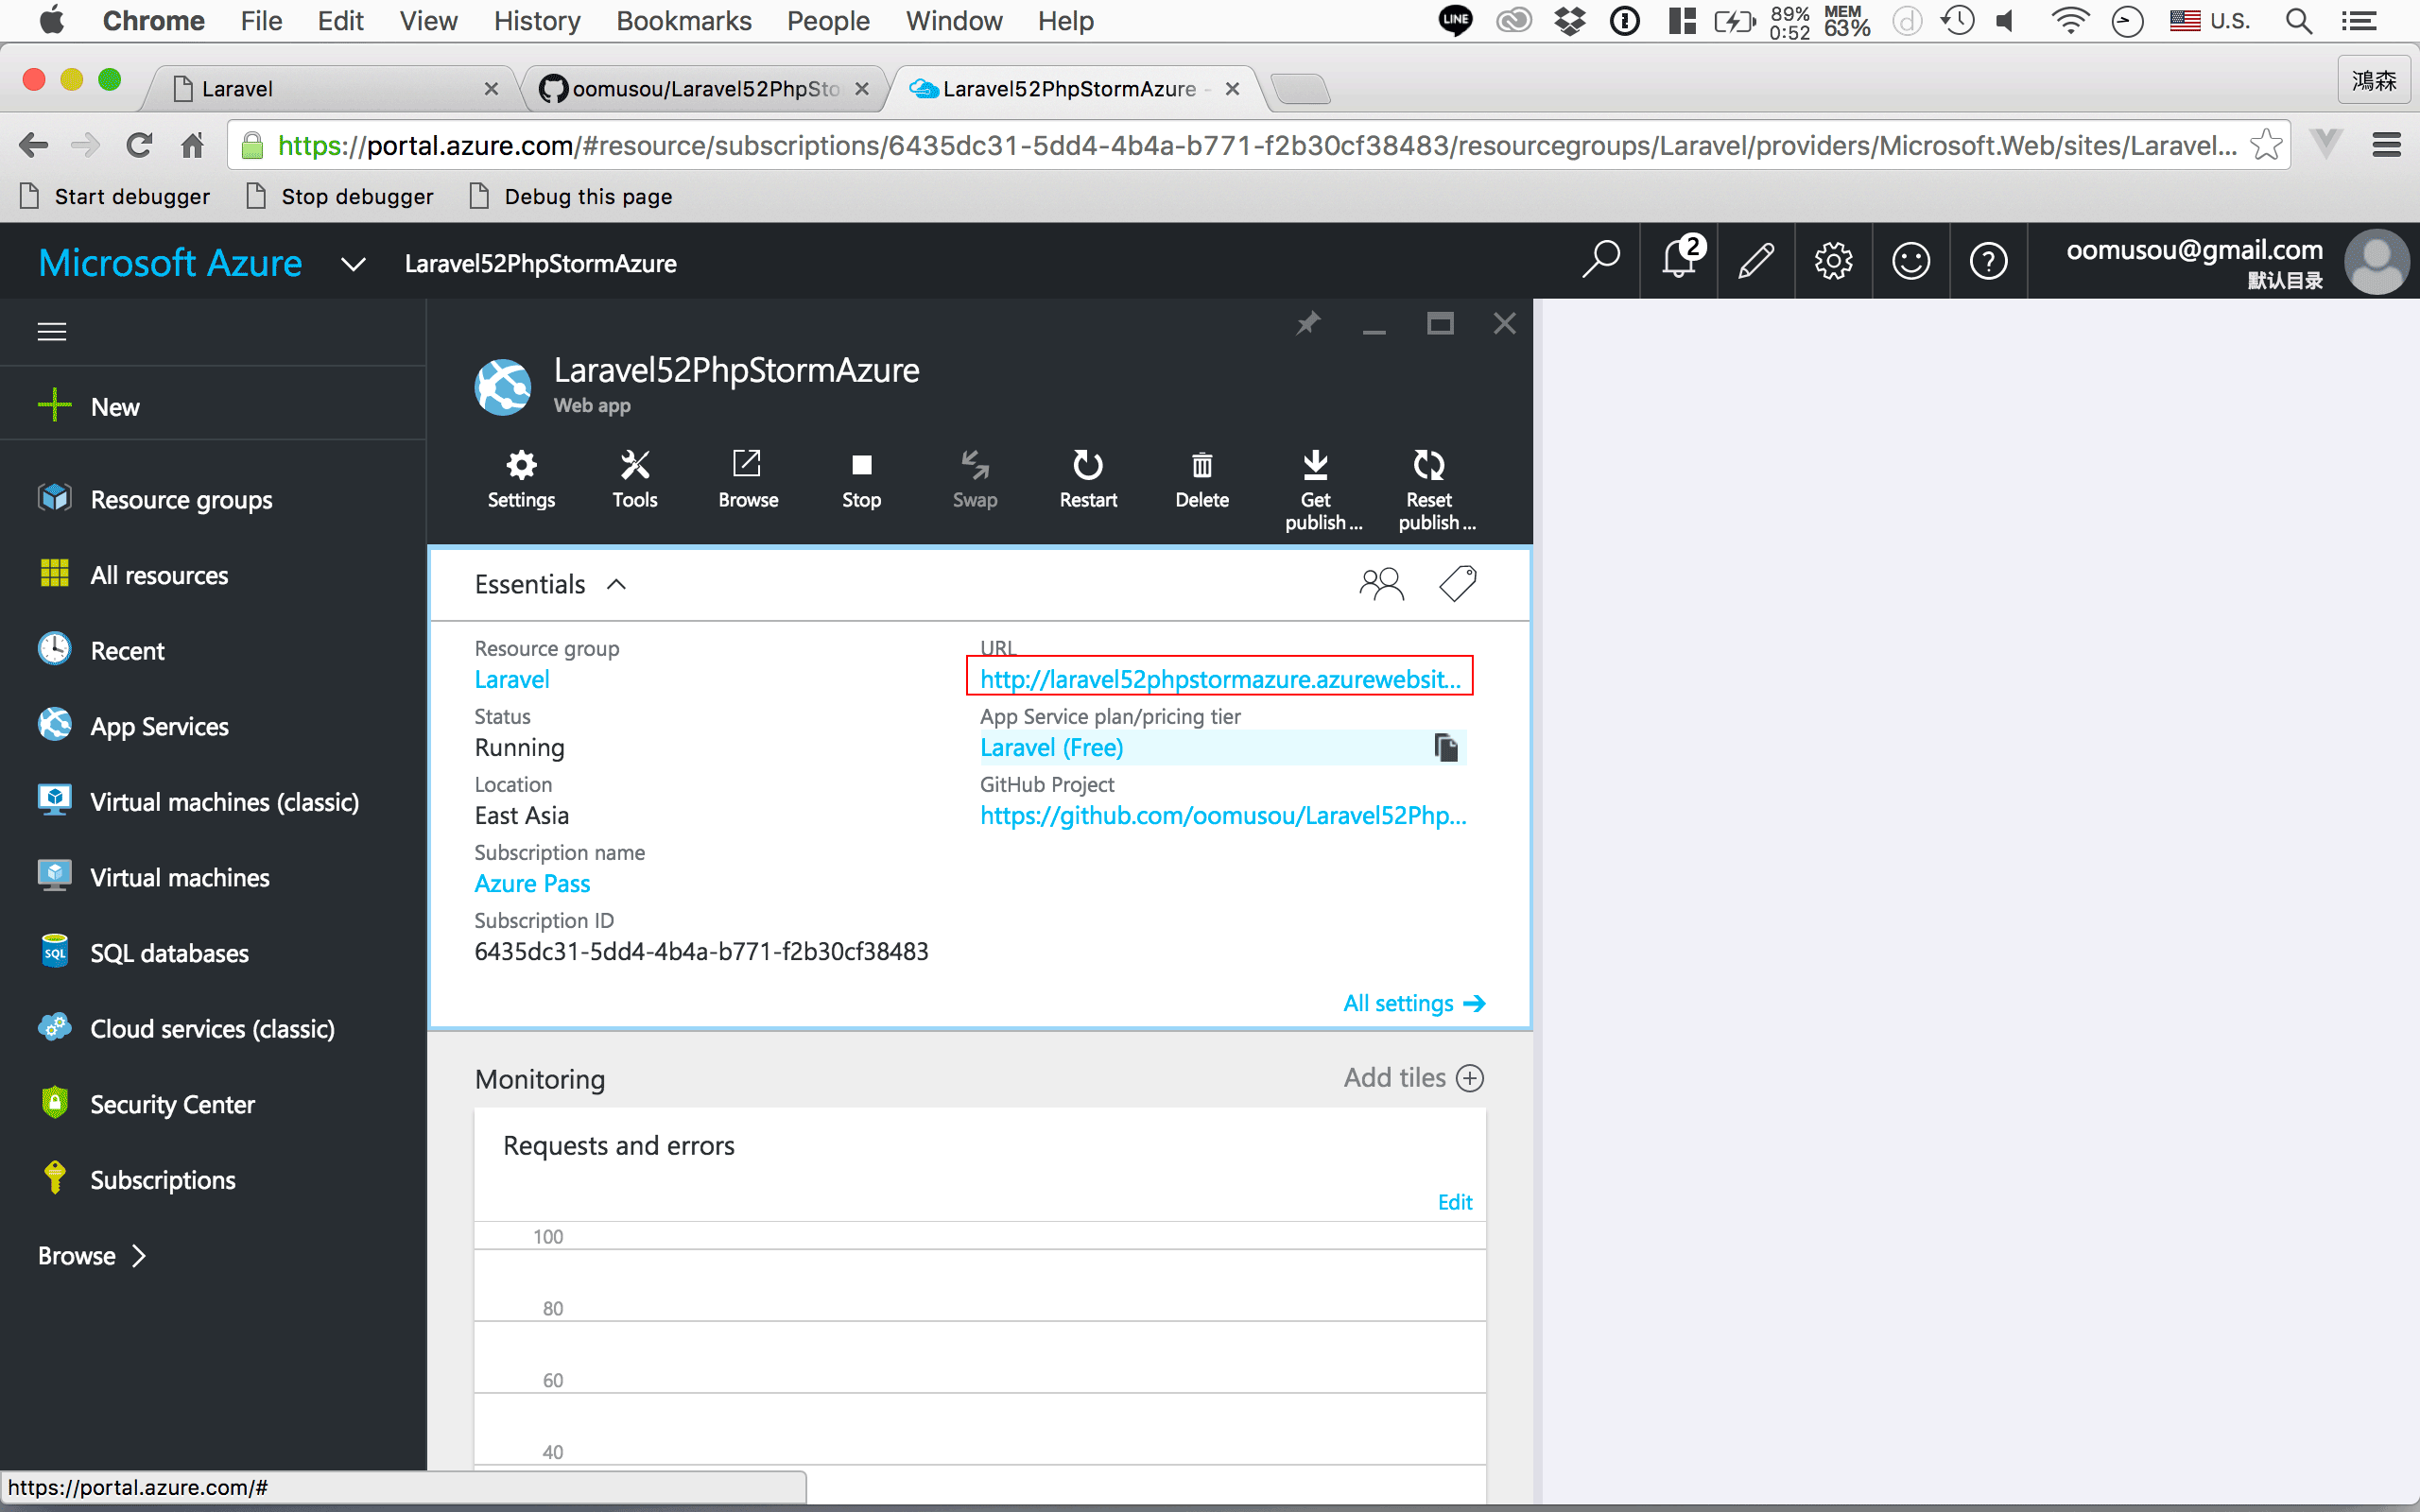 Chrome File Edit View History Bookmarks People Window Help LINE 89% 0:52 MEM 63% U.S.
Laravel oomusou/Laravel52PhpSto Laravel52PhpStormAzure - 鴻森
https://portal.azure.com/#resource/subscriptions/6435dc31-5dd4-4b4a-b771-f2b30cf38483/resourcegroups/Laravel/providers/Microsoft.Web/sites/Laravel...
Start debugger Stop debugger Debug this page
Microsoft Azure Laravel52PhpStormAzure 2 oomusou@gmail.com
默认目录
New
Resource groups
All resources
Recent
App Services
Virtual machines (classic)
Virtual machines
SQL databases
Cloud services (classic)
Security Center
Subscriptions
Browse
Laravel52PhpStormAzure
Web app
Settings Tools Browse Stop Swap Restart Delete Get publish ... Reset publish ...
Essentials
Resource group
Laravel
Status
Running
Location
East Asia
Subscription name
Azure Pass
Subscription ID
6435dc31-5dd4-4b4a-b771-f2b30cf38483
URL
http://laravel52phpstormazure.azurewebsit...
App Service plan/pricing tier
Laravel (Free)
GitHub Project
https://github.com/oomusou/Laravel52Php...
All settings
Monitoring Add tiles
Requests and errors
Edit
100
80
60
40
https://portal.azure.com/#